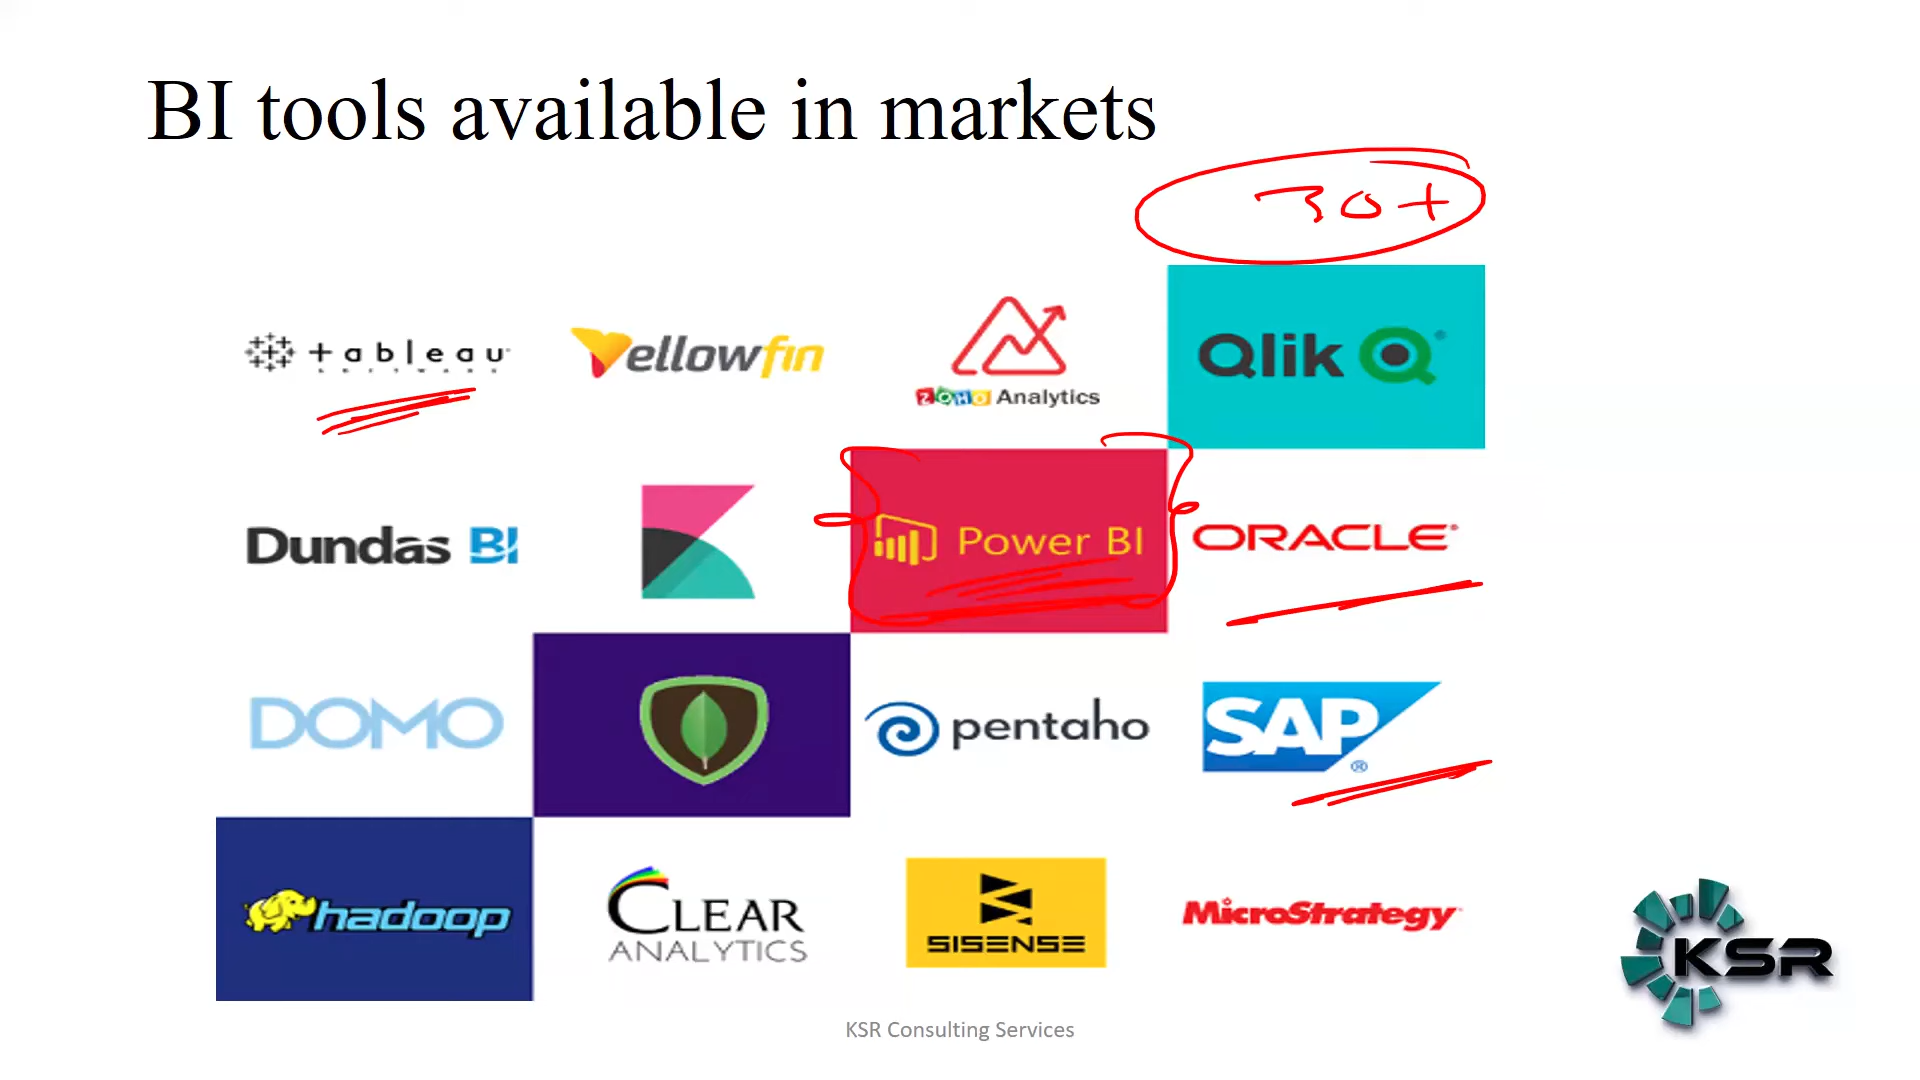 BI tools available in markets
30+
tableau
Yellowfin
ZOHO Analytics
Qlik
Dundas BI
Power BI
ORACLE
DOMO
pentaho
SAP
®
hadoop
CLEAR
ANALYTICS
SISENSE
MicroStrategy
KSR
KSR Consulting Services